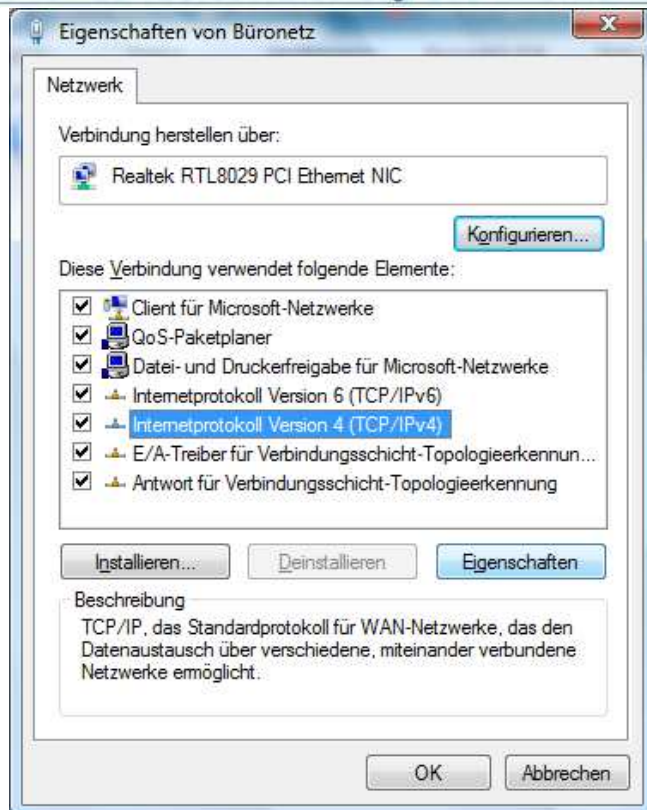 Eigenschaften von Büronetz
Netzwerk
Verbindung herstellen über:
Realtek RTL8029 PCI Ethernet NIC
Konfigurieren...
Diese Verbindung verwendet folgende Elemente:
Client für Microsoft-Netzwerke
QoS-Paketplaner
Datei- und Druckerfreigabe für Microsoft-Netzwerke
Internetprotokoll Version 6 (TCP/IPv6)
Internetprotokoll Version 4 (TCP/IPv4)
E/A-Treiber für Verbindungsschicht-Topologieerkennun...
Antwort für Verbindungsschicht-Topologieerkennung
Installieren...
Deinstallieren
Eigenschaften
Beschreibung
TCP/IP, das Standardprotokoll für WAN-Netzwerke, das den
Datenaustausch über verschiedene, miteinander verbundene
Netzwerke ermöglicht.
OK
Abbrechen